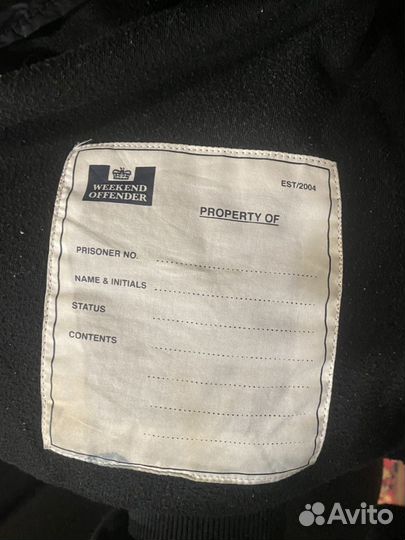 WEEKEND
OFFENDER
EST/2004
PROPERTY OF
PRISONER NO.
NAME & INITIALS
STATUS
CONTENTS
Avito